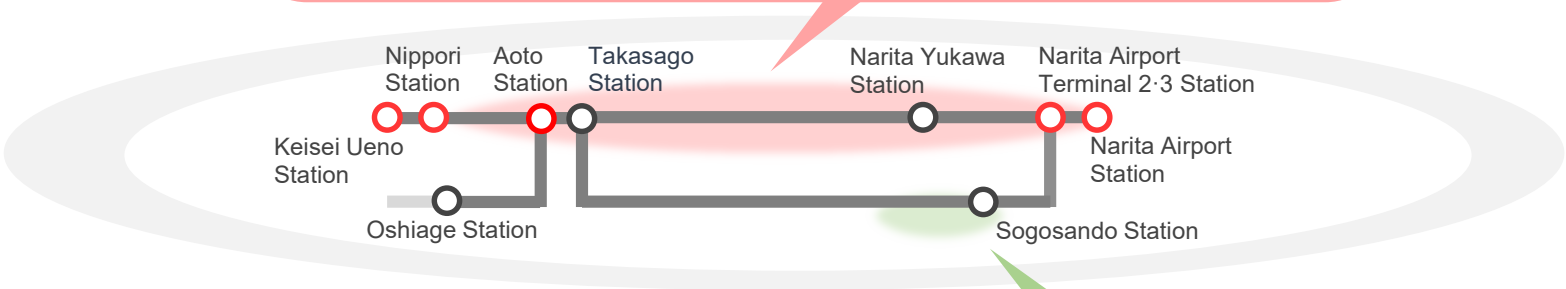 Nippori
Station
Aoto
Station
Takasago
Station
Narita Yukawa
Station
Narita Airport
Terminal 2·3 Station
Keisei Ueno
Station
Narita Airport
Station
Oshiage Station
Sogosando Station